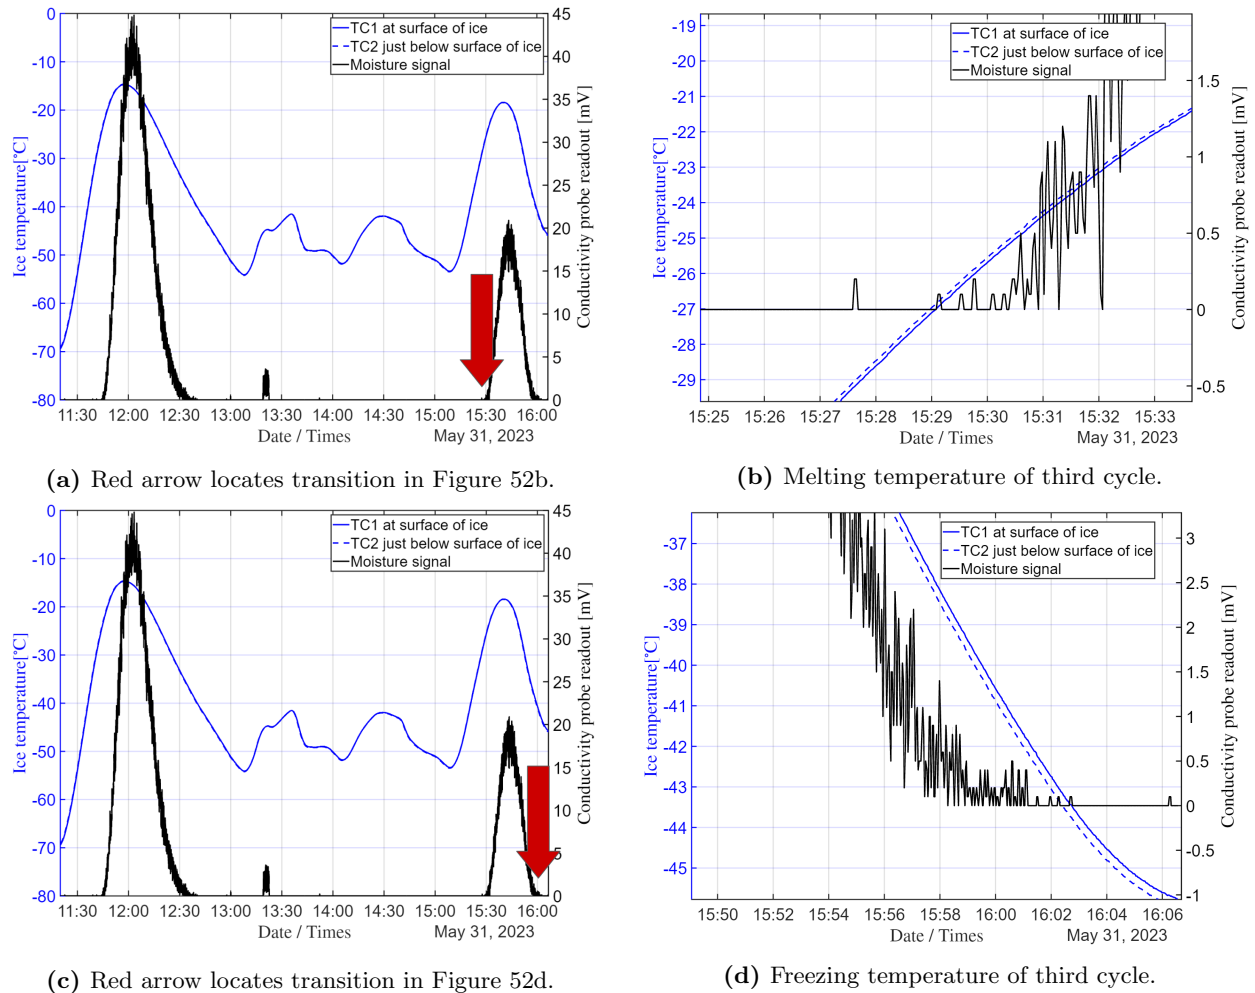 0
-10
-20
-30
-40
-50
-60
-70
-80
Ice temperature[°C]
TC1 at surface of ice
TC2 just below surface of ice
Moisture signal
45
40
35
30
25
20
15
10
5
0
Conductivity probe readout [mV]
11:30 12:00 12:30 13:00 13:30 14:00 14:30 15:00 15:30 16:00
Date / Times
May 31, 2023
(a) Red arrow locates transition in Figure 52b.
-19
-20
-21
-22
-23
-24
-25
-26
-27
-28
-29
Ice temperature[°C]
TC1 at surface of ice
TC2 just below surface of ice
Moisture signal
1.5
1
0.5
0
-0.5
Conductivity probe readout [mV]
15:25 15:26 15:27 15:28 15:29 15:30 15:31 15:32 15:33
Date / Times
May 31, 2023
(b) Melting temperature of third cycle.
0
-10
-20
-30
-40
-50
-60
-70
-80
Ice temperature[°C]
TC1 at surface of ice
TC2 just below surface of ice
Moisture signal
45
40
35
30
25
20
15
10
5
0
Conductivity probe readout [mV]
11:30 12:00 12:30 13:00 13:30 14:00 14:30 15:00 15:30 16:00
Date / Times
May 31, 2023
(c) Red arrow locates transition in Figure 52d.
-37
-38
-39
-40
-41
-42
-43
-44
-45
Ice temperature[°C]
TC1 at surface of ice
TC2 just below surface of ice
Moisture signal
3
2.5
2
1.5
1
0.5
0
-0.5
-1
Conductivity probe readout [mV]
15:50 15:52 15:54 15:56 15:58 16:00 16:02 16:04 16:06
Date / Times
May 31, 2023
(d) Freezing temperature of third cycle.